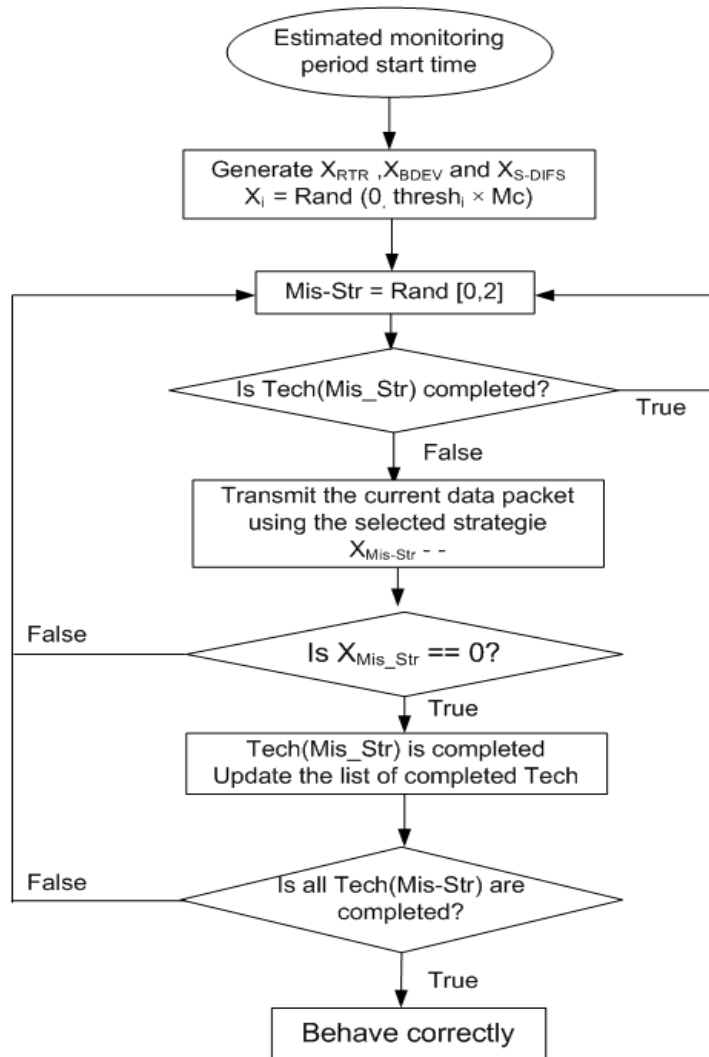 Estimated monitoring
period start time
Generate X_RTR ,X_BDEV and X_S-DIFS
X_i = Rand (0, thresh_i × Mc)
Mis-Str = Rand [0,2]
Is Tech(Mis_Str) completed?
True
False
Transmit the current data packet
using the selected strategie
X_Mis-Str - -
False
Is X_Mis_Str == 0?
True
Tech(Mis_Str) is completed
Update the list of completed Tech
False
Is all Tech(Mis-Str) are
completed?
True
Behave correctly